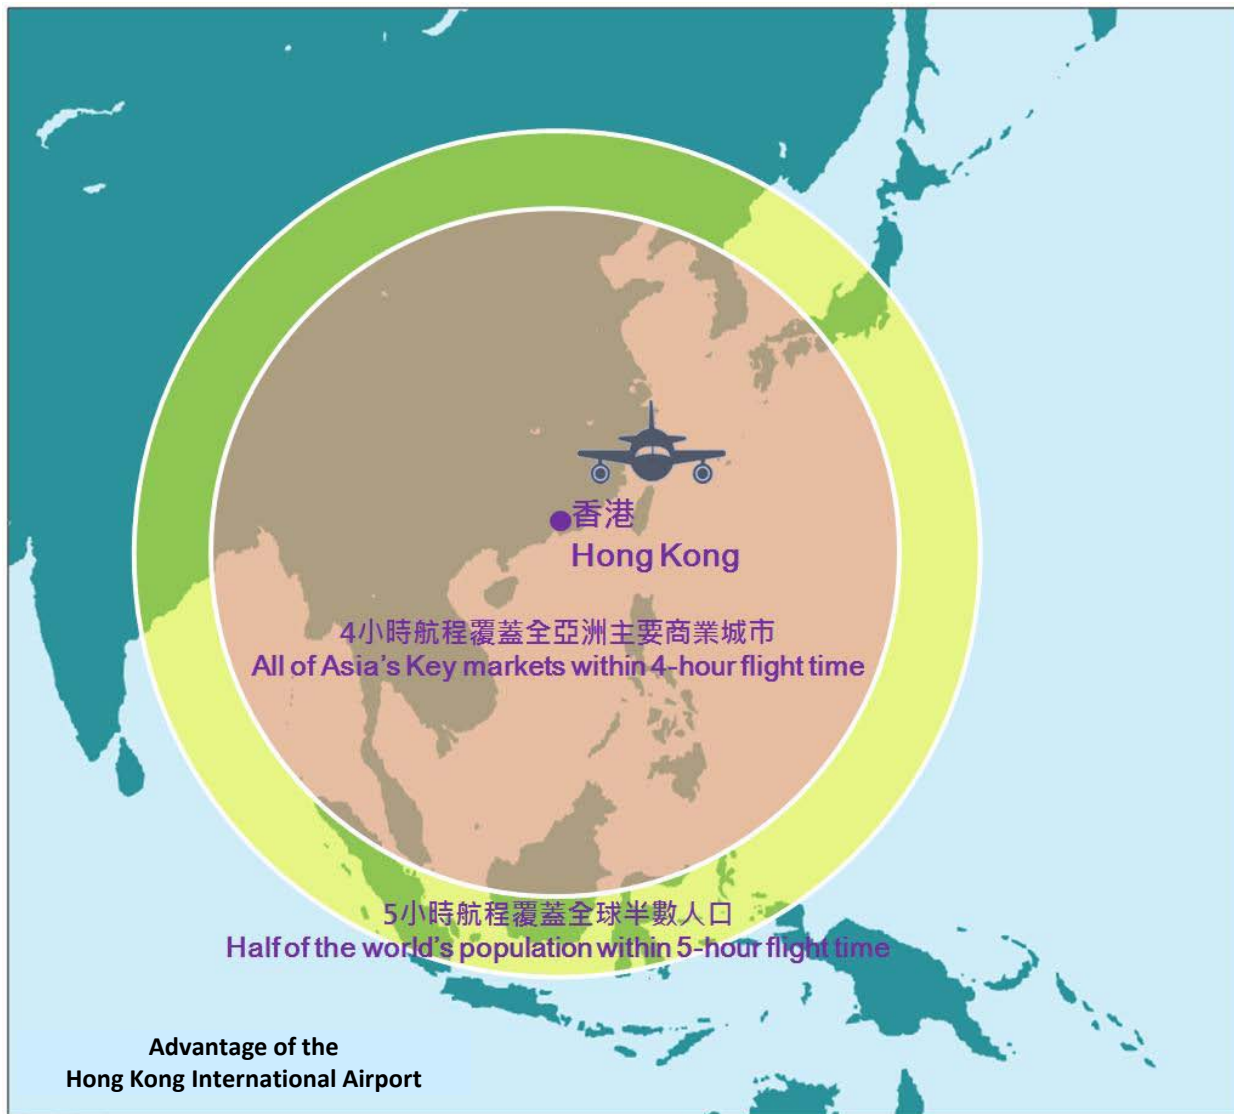 香港
Hong Kong
4小時航程覆蓋全亞洲主要商業城市
All of Asia’s Key markets within 4-hour flight time
5小時航程覆蓋全球半數人口
Half of the world’s population within 5-hour flight time
Advantage of the
Hong Kong International Airport